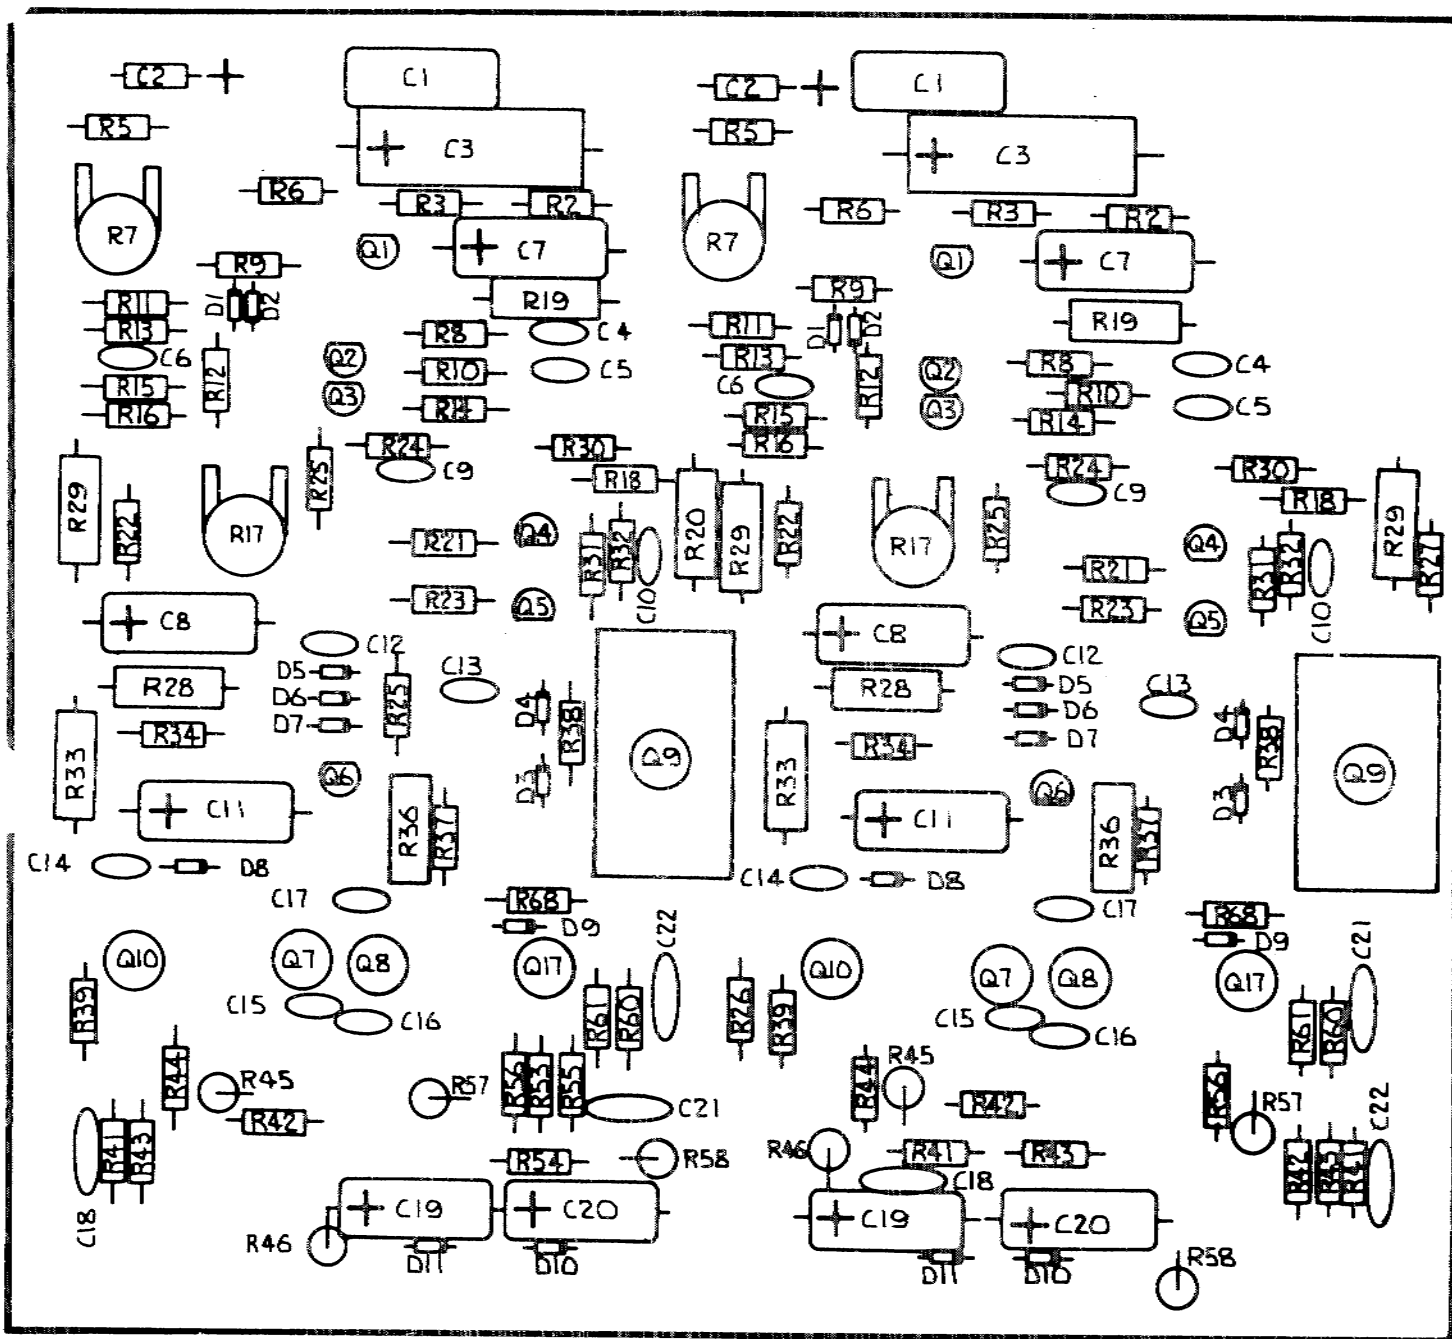 C2 C1 C2 C1
R5 C3 R5 C3
R6 R3 R2 R6 R3 R2
R7 Q1 C7 R7 Q1 C7
R9 R19 R9 R19
R11 D1 D2 R8 C4 R11 D1 D2
R13 R13 R8 C4
C6 R12 Q2 R10 C5 C6 R12 Q2 R10 C5
R15 Q3 R14 R15 Q3 R14
R16 R16
R24 R30 R24 R30
R25 C9 R18 C9 R18
R29 R22 R17 R21 Q4 R31 R32 R20 R29 R22 R17 R25 R21 Q4 R31 R32 R29 R27
R23 Q5 C10 R23 Q5 C10
C8 C12 C8 C12
D5 C13 D5 C13
R28 D6 R25 D4 R28 D6 D4
R34 D7 R38 R34 D7 R38
R33 Q6 D3 Q9 R33 Q6 D3 Q9
C11 R36 R37 C11 R36 R37
C14 D8 C14 D8
C17 R68 C17 R68
D9 C22 D9 C21
Q10 Q7 Q8 Q17 Q10 Q7 Q8 Q17
R39 C15 C16 R61 R60 R26 R39 C15 C16 R61 R60
R44 R45 R57 R56 R53 R55 R44 R45 R56 R57
R42 C21 R42 C22
R41 R43 R54 R58 R46 R41 R43 R42 R45 R41
C18 C19 C20 C18 C19 C20
R46 D11 D10 D11 D10 R58